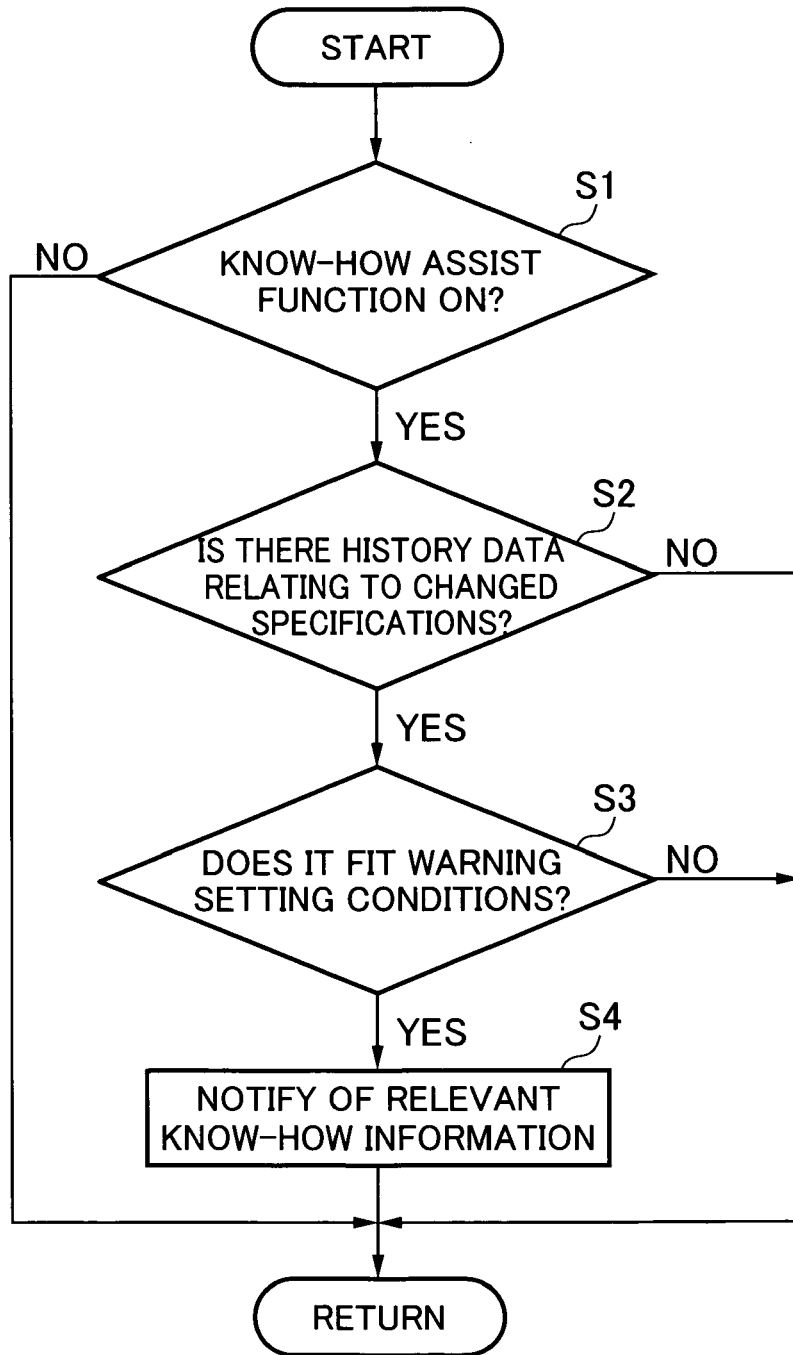 START
S1
NO
KNOW-HOW ASSIST
FUNCTION ON?
YES
S2
IS THERE HISTORY DATA
RELATING TO CHANGED
SPECIFICATIONS?
NO
YES
S3
DOES IT FIT WARNING
SETTING CONDITIONS?
NO
YES
S4
NOTIFY OF RELEVANT
KNOW-HOW INFORMATION
RETURN